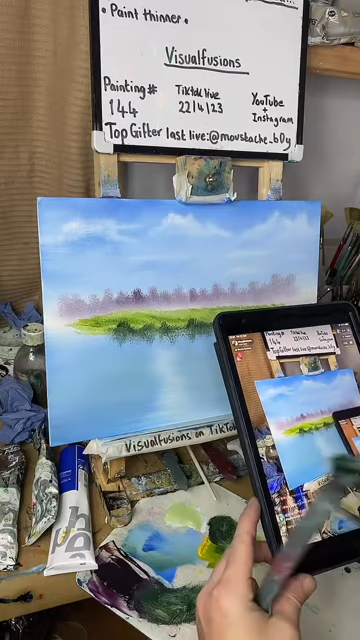 • Paint thinner •
Visualfusions
Painting# TikTok live YouTube
144 22/4/23 +
Instagram
Top Gifter last live:@moustache_b0y
Visualfusions on TikTok